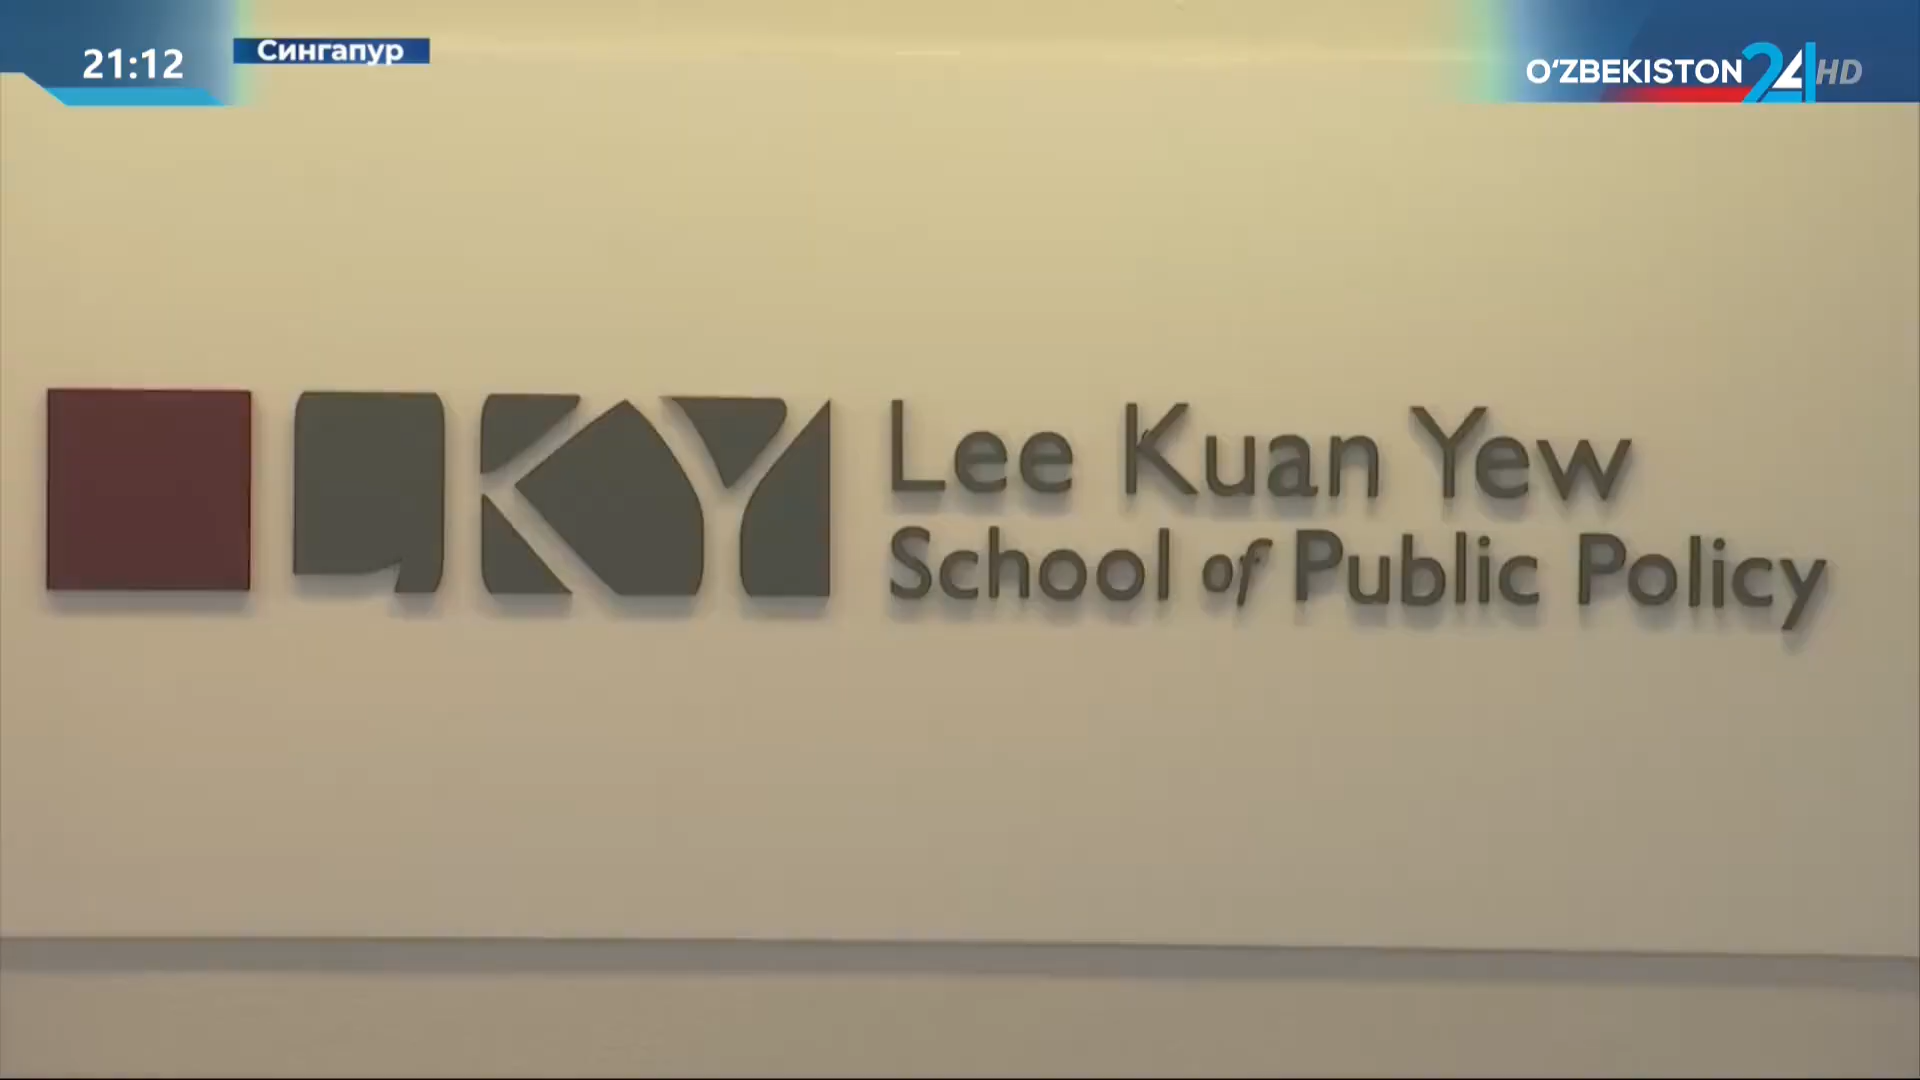 21:12
Сингапур
O‘ZBEKISTON 24 HD
LKY
Lee Kuan Yew
School of Public Policy